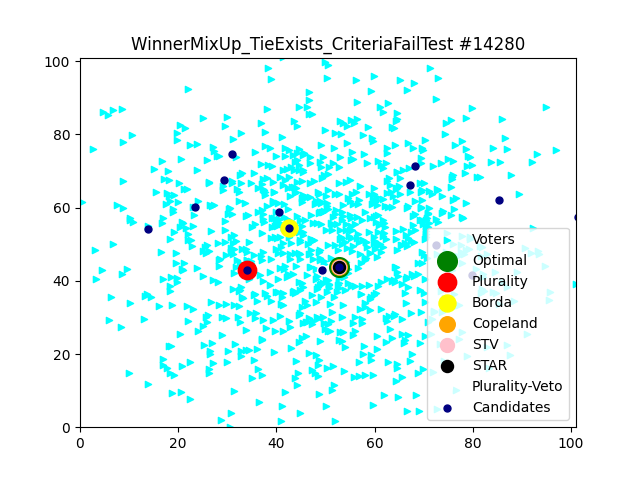 WinnerMixUp_TieExists_CriteriaFailTest #14280
100
80
60
40
20
0
0 20 40 60 80 100
Voters
Optimal
Plurality
Borda
Copeland
STV
STAR
Plurality-Veto
Candidates